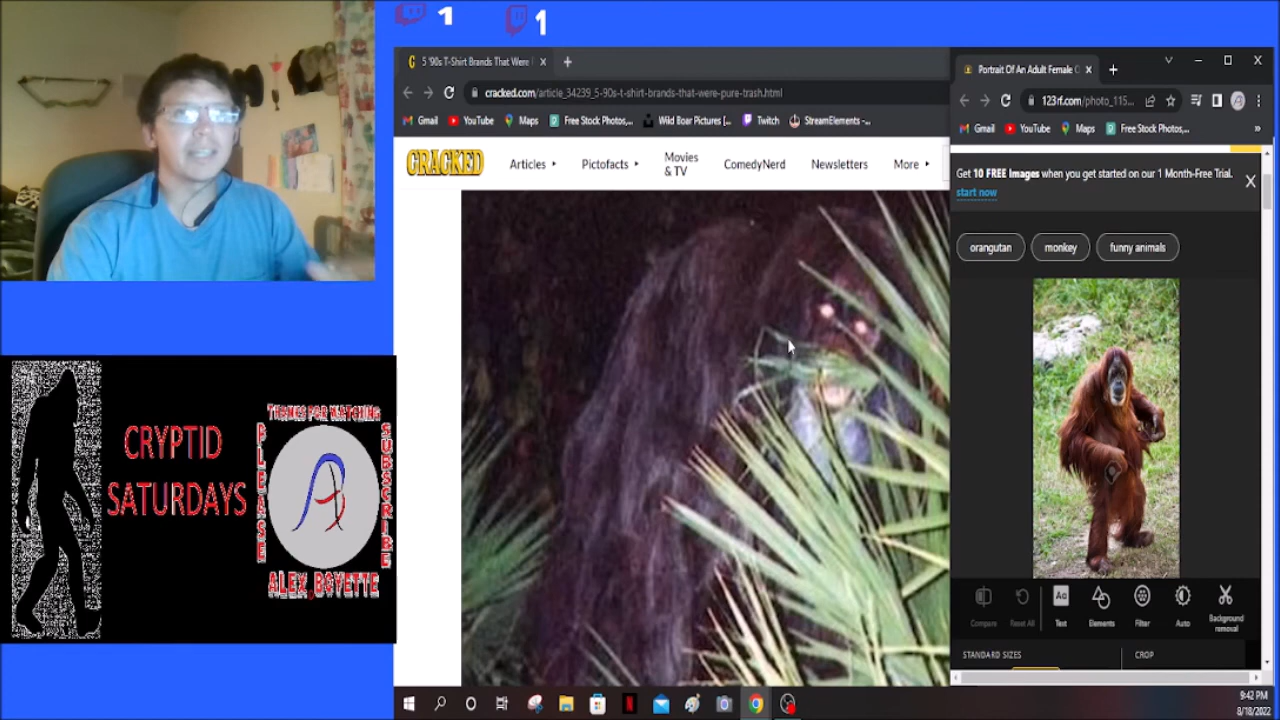 1
1
5 '90s T-Shirt Brands That Were
cracked.com/article_34239_5-90s-t-shirt-brands-that-were-pure-trash.html
Gmail YouTube Maps Free Stock Photos,... Wild Boar Pictures [... Twitch StreamElements -...
CRACKED
Articles
Pictofacts
Movies
& TV
ComedyNerd
Newsletters
More
Portrait Of An Adult Female
123rf.com/photo_115...
Gmail YouTube Maps Free Stock Photos,... »
Get 10 FREE Images when you get started on our 1 Month-Free Trial.
start now
orangutan
monkey
funny animals
Compare
Reset All
Aa
Text
Elements
Filter
Auto
Background
removal
STANDARD SIZES
CROP
CRYPTID
SATURDAYS
THANKS FOR WATCHING
PLEASE
SUBSCRIBE
ALEX.BOYETTE
9:42 PM
8/18/2022